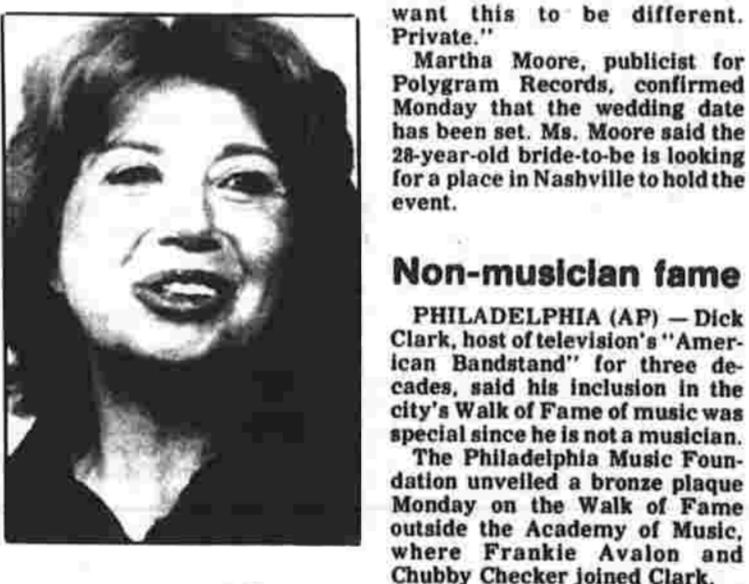 want this to be different.
Private."
Martha Moore, publicist for
Polygram Records, confirmed
Monday that the wedding date
has been set. Ms. Moore said the
28-year-old bride-to-be is looking
for a place in Nashville to hold the
event.
Non-musician fame
PHILADELPHIA (AP) — Dick
Clark, host of television's "Amer-
ican Bandstand" for three de-
cades, said his inclusion in the
city's Walk of Fame of music was
special since he is not a musician.
The Philadelphia Music Foun-
dation unveiled a bronze plaque
Monday on the Walk of Fame
outside the Academy of Music,
where Frankie Avalon and
Chubby Checker joined Clark.